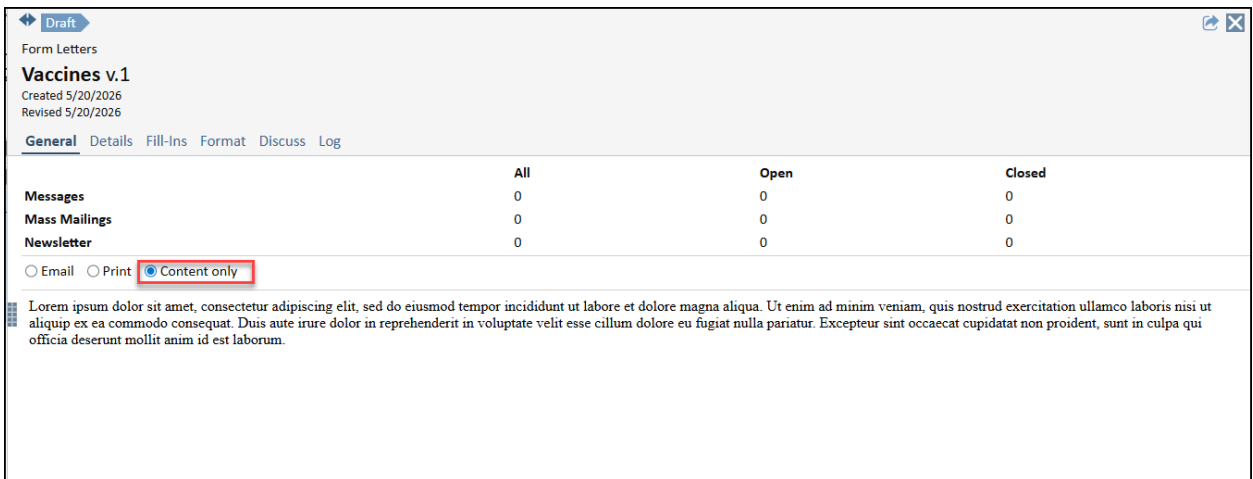 Draft
Form Letters
Vaccines v.1
Created 5/20/2026
Revised 5/20/2026
General Details Fill-Ins Format Discuss Log
All Open Closed
Messages 0 0 0
Mass Mailings 0 0 0
Newsletter 0 0 0
Email Print Content only
Lorem ipsum dolor sit amet, consectetur adipiscing elit, sed do eiusmod tempor incididunt ut labore et dolore magna aliqua. Ut enim ad minim veniam, quis nostrud exercitation ullamco laboris nisi ut
aliquip ex ea commodo consequat. Duis aute irure dolor in reprehenderit in voluptate velit esse cillum dolore eu fugiat nulla pariatur. Excepteur sint occaecat cupidatat non proident, sunt in culpa qui
officia deserunt mollit anim id est laborum.